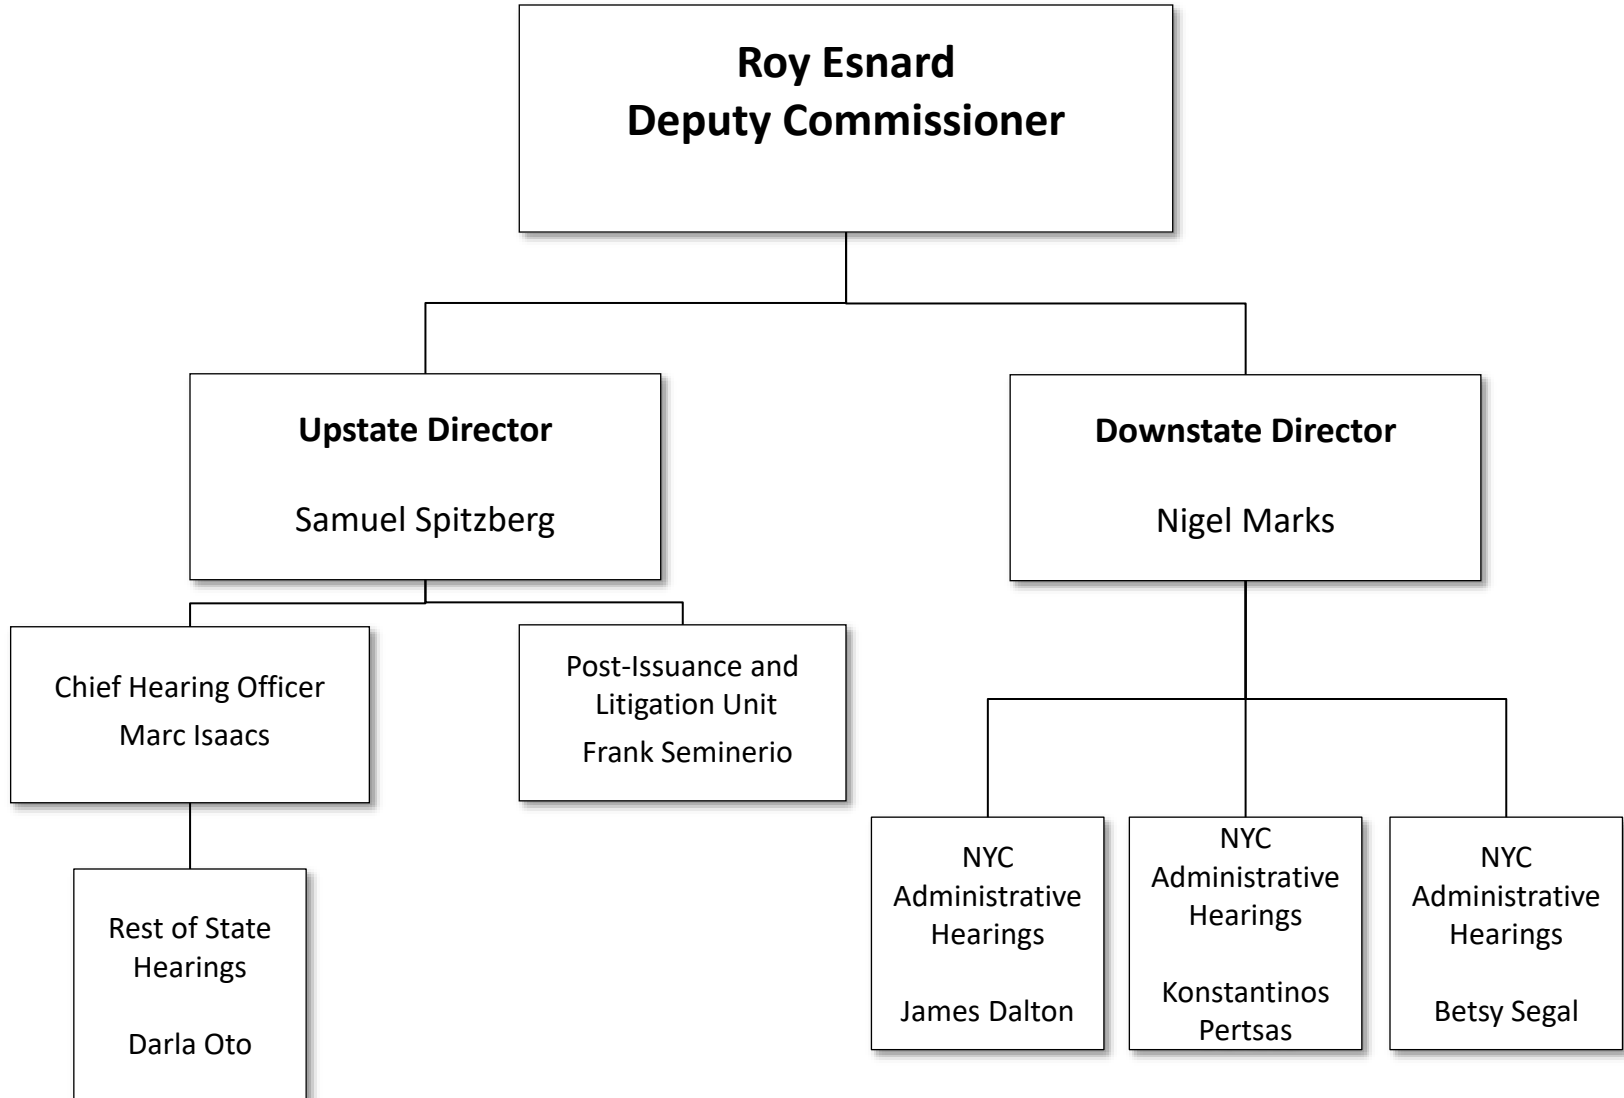 Roy Esnard
Deputy Commissioner
Upstate Director
Samuel Spitzberg
Downstate Director
Nigel Marks
Chief Hearing Officer
Marc Isaacs
Post-Issuance and
Litigation Unit
Frank Seminerio
Rest of State
Hearings
Darla Oto
NYC
Administrative
Hearings
James Dalton
NYC
Administrative
Hearings
Konstantinos
Pertsas
NYC
Administrative
Hearings
Betsy Segal